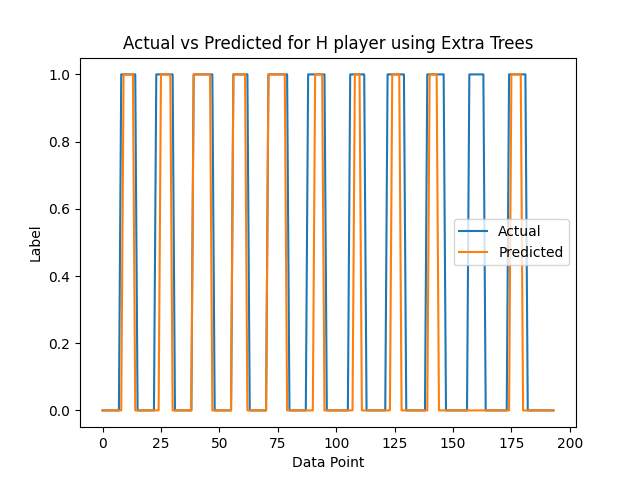 Actual vs Predicted for H player using Extra Trees
1.0
0.8
0.6
0.4
0.2
0.0
Label
Actual
Predicted
0 25 50 75 100 125 150 175 200
Data Point